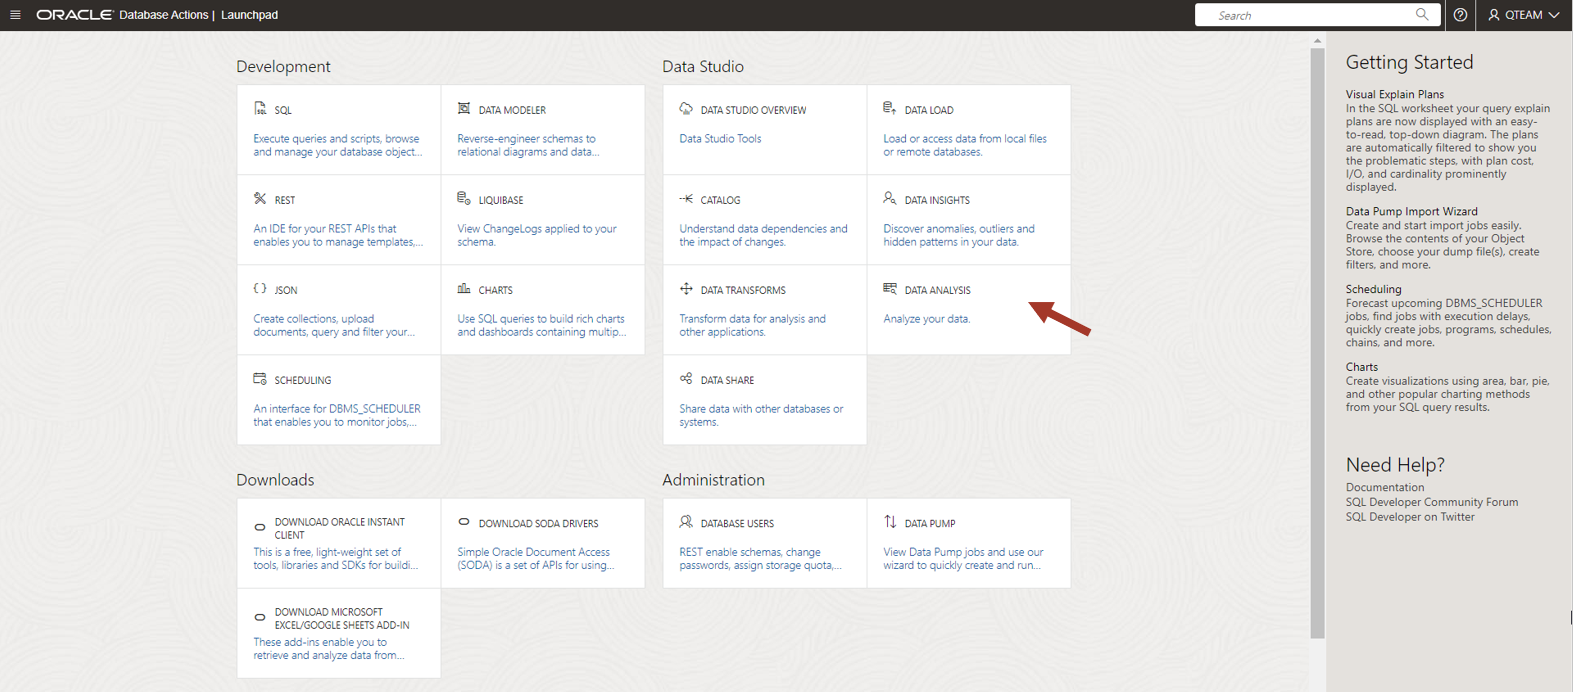 ORACLE Database Actions | Launchpad
Search
QTEAM
Development
SQL
Execute queries and scripts, browse
and manage your database object...
DATA MODELER
Reverse-engineer schemas to
relational diagrams and data...
REST
An IDE for your REST APIs that
enables you to manage templates,...
LIQUIBASE
View ChangeLogs applied to your
schema.
JSON
Create collections, upload
documents, query and filter your...
CHARTS
Use SQL queries to build rich charts
and dashboards containing multip...
SCHEDULING
An interface for DBMS_SCHEDULER
that enables you to monitor jobs,...
Data Studio
DATA STUDIO OVERVIEW
Data Studio Tools
DATA LOAD
Load or access data from local files
or remote databases.
CATALOG
Understand data dependencies and
the impact of changes.
DATA INSIGHTS
Discover anomalies, outliers and
hidden patterns in your data.
DATA TRANSFORMS
Transform data for analysis and
other applications.
DATA ANALYSIS
Analyze your data.
DATA SHARE
Share data with other databases or
systems.
Downloads
DOWNLOAD ORACLE INSTANT
CLIENT
This is a free, light-weight set of
tools, libraries and SDKs for buildi...
DOWNLOAD SODA DRIVERS
Simple Oracle Document Access
(SODA) is a set of APIs for using...
DOWNLOAD MICROSOFT
EXCEL/GOOGLE SHEETS ADD-IN
These add-ins enable you to
retrieve and analyze data from...
Administration
DATABASE USERS
REST enable schemas, change
passwords, assign storage quota,...
DATA PUMP
View Data Pump jobs and use our
wizard to quickly create and run...
Getting Started
Visual Explain Plans
In the SQL worksheet your query explain
plans are now displayed with an easy-
to-read, top-down diagram. The plans
are automatically filtered to show you
the problematic steps, with plan cost,
I/O, and cardinality prominently
displayed.
Data Pump Import Wizard
Create and start import jobs easily.
Browse the contents of your Object
Store, choose your dump file(s), create
filters, and more.
Scheduling
Forecast upcoming DBMS_SCHEDULER
jobs, find jobs with execution delays,
quickly create jobs, programs, schedules,
chains, and more.
Charts
Create visualizations using area, bar, pie,
and other popular charting methods
from your SQL query results.
Need Help?
Documentation
SQL Developer Community Forum
SQL Developer on Twitter